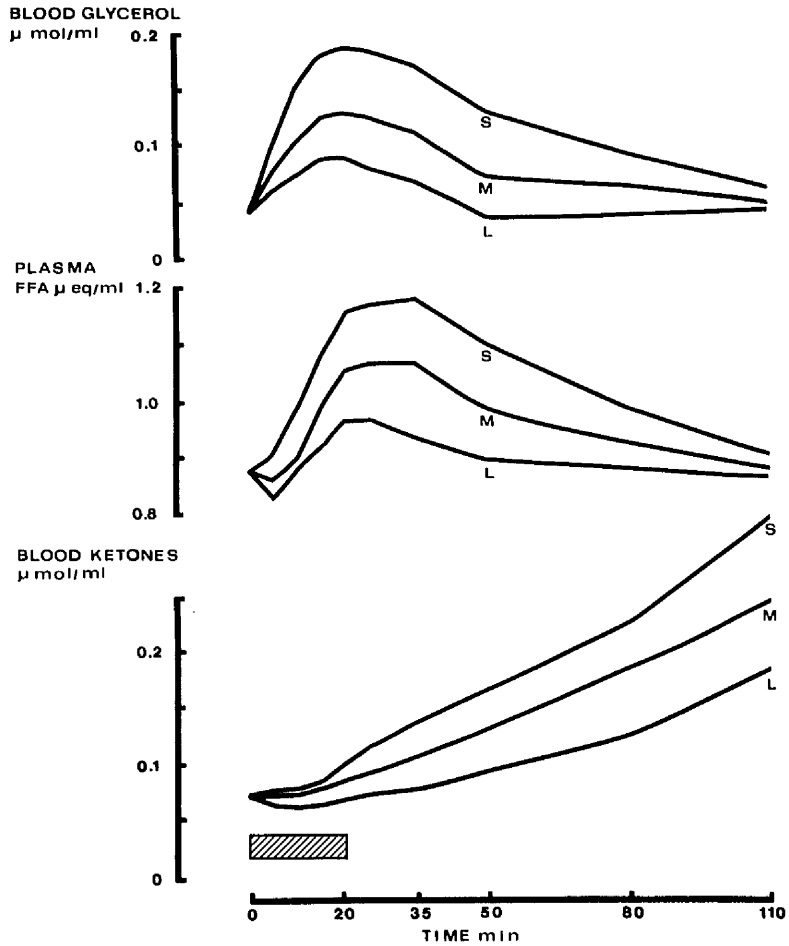 BLOOD GLYCEROL
µ mol/ml
0.2
0.1
0
S
M
L
PLASMA
FFA µ eq/ml
1.2
1.0
0.8
S
M
L
BLOOD KETONES
µ mol/ml
0.2
0.1
0
S
M
L
0 20 35 50 80 110
TIME min